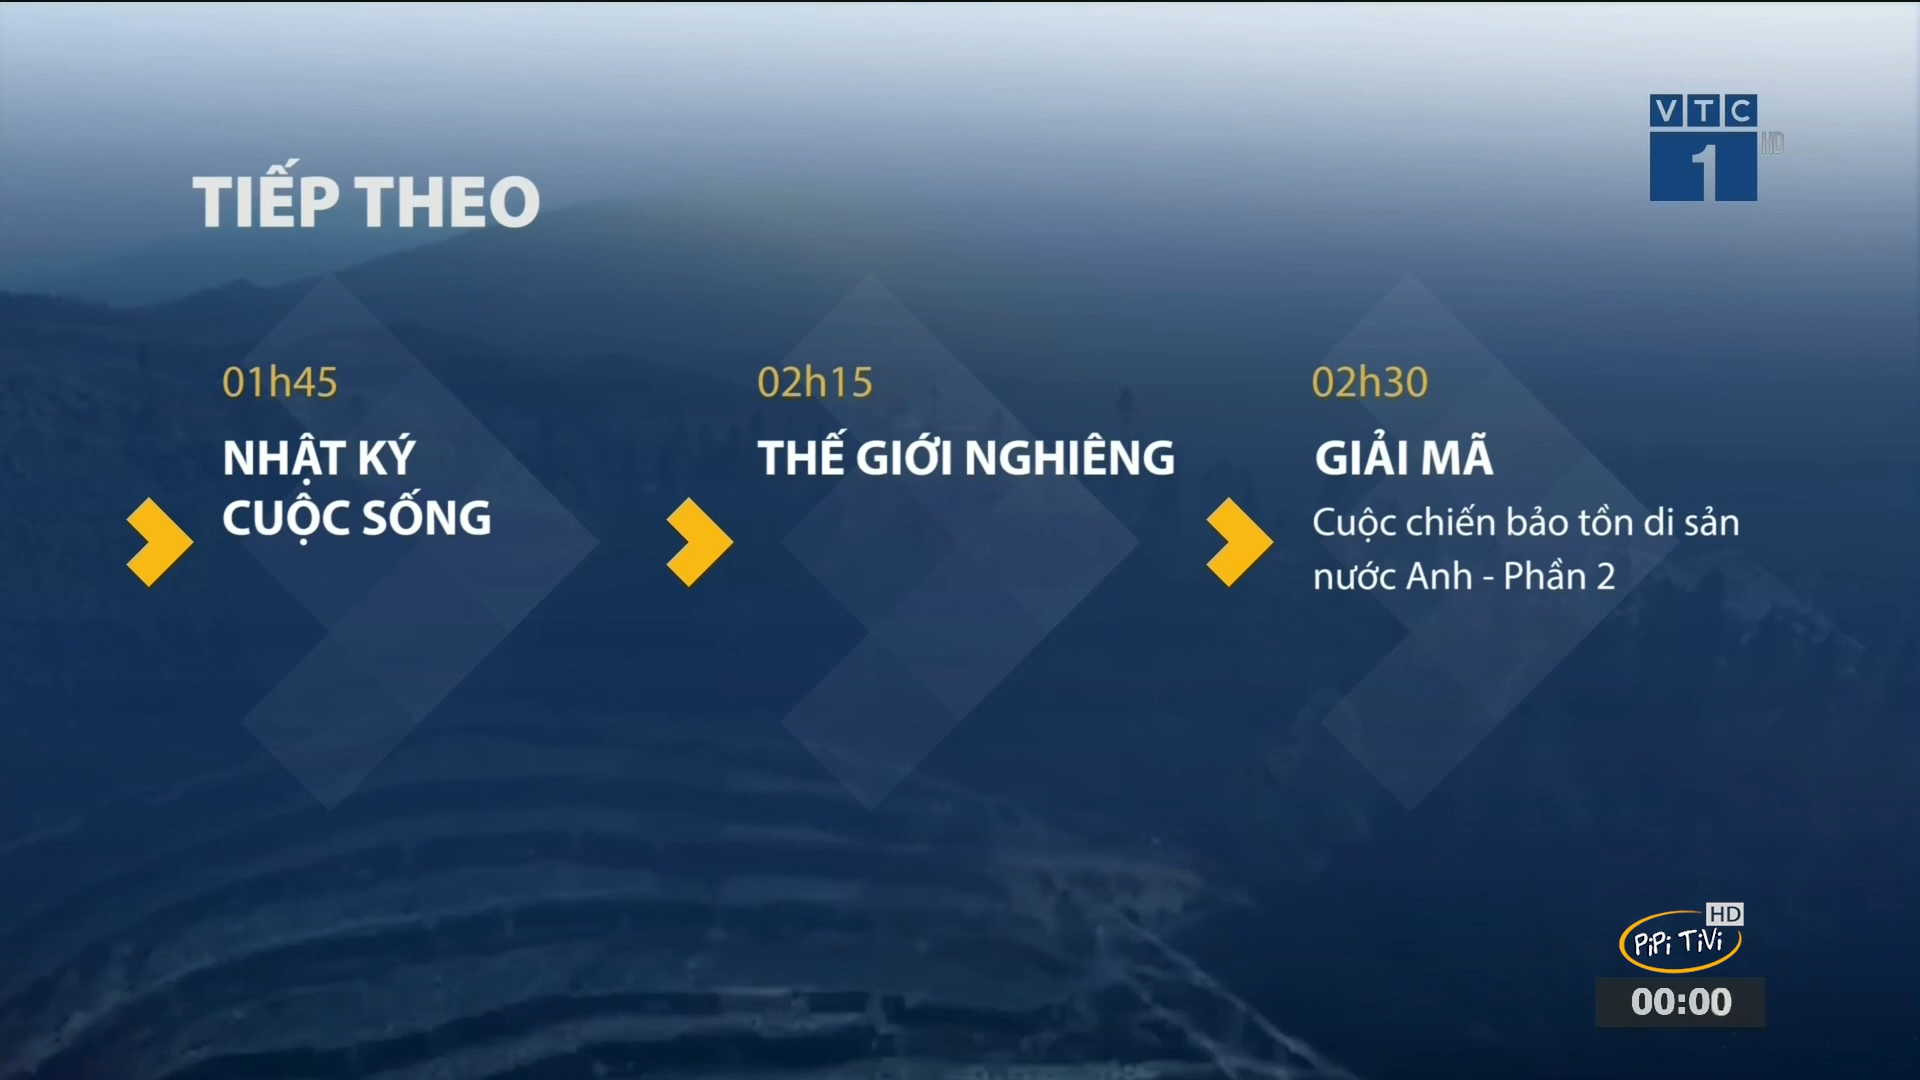 VTC
1
HD
TIẾP THEO
01h45
NHẬT KÝ
CUỘC SỐNG
02h15
THẾ GIỚI NGHIÊNG
02h30
GIẢI MÃ
Cuộc chiến bảo tồn di sản
nước Anh - Phần 2
HD
PiPi TiVi
00:00